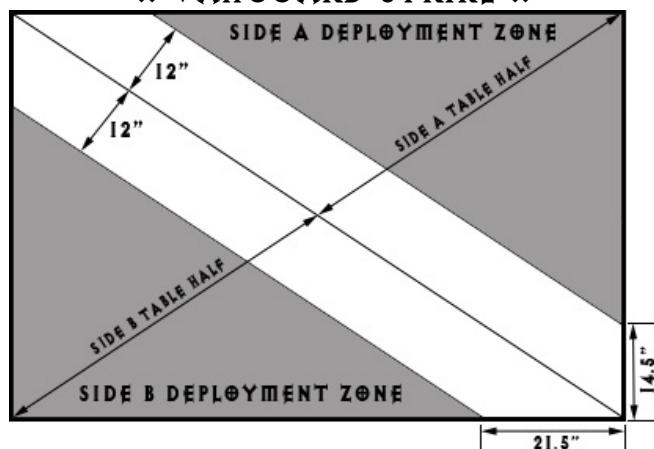 SIDE A DEPLOYMENT ZONE
12"
12"
SIDE A TABLE HALF
SIDE B TABLE HALF
SIDE B DEPLOYMENT ZONE
14.5"
21.5"